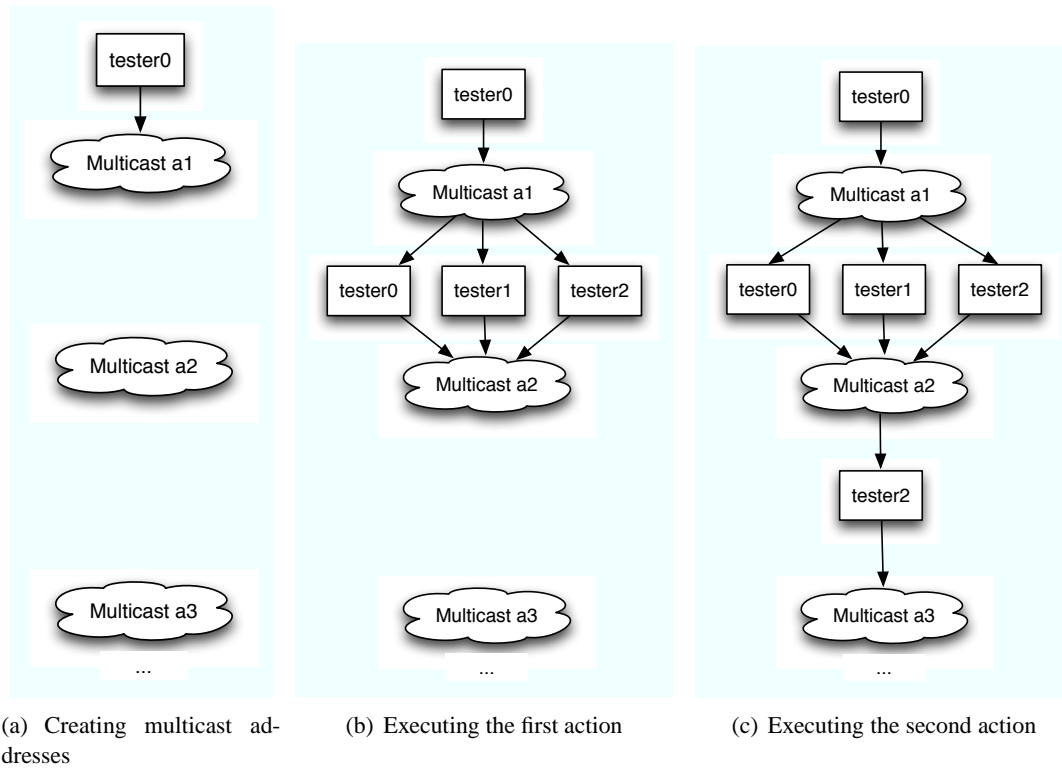 tester0
Multicast a1
Multicast a2
Multicast a3
...
(a) Creating multicast ad-
dresses
tester0
Multicast a1
tester0 tester1 tester2
Multicast a2
Multicast a3
...
(b) Executing the first action
tester0
Multicast a1
tester0 tester1 tester2
Multicast a2
tester2
Multicast a3
...
(c) Executing the second action